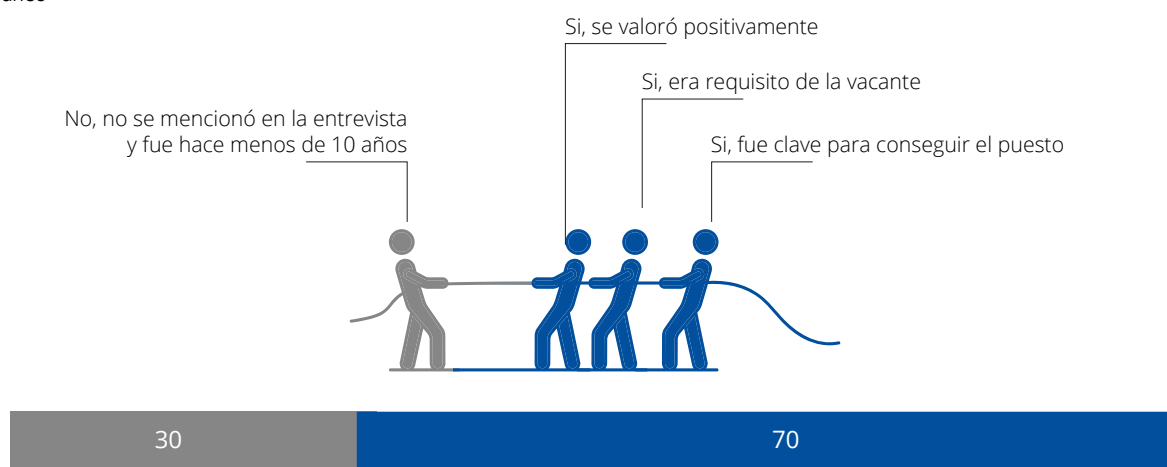 Si, se valoró positivamente
Si, era requisito de la vacante
No, no se mencionó en la entrevista
y fue hace menos de 10 años
Si, fue clave para conseguir el puesto
30
70